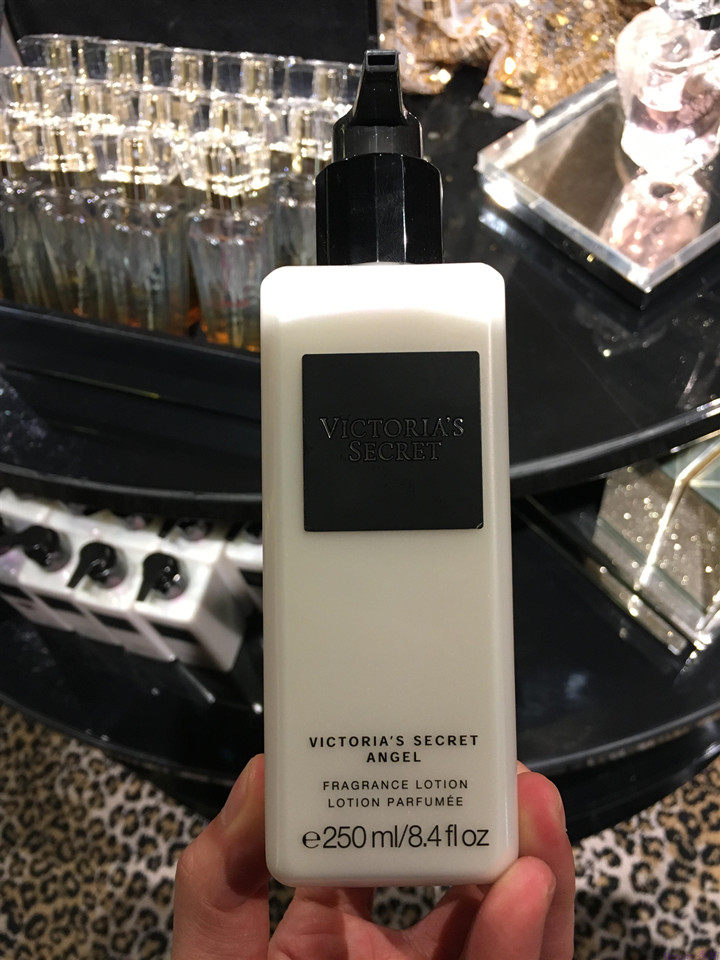 VICTORIA'S
SECRET
VICTORIA'S SECRET
ANGEL
FRAGRANCE LOTION
LOTION PARFUMÉE
℮250 ml/8.4 fl oz